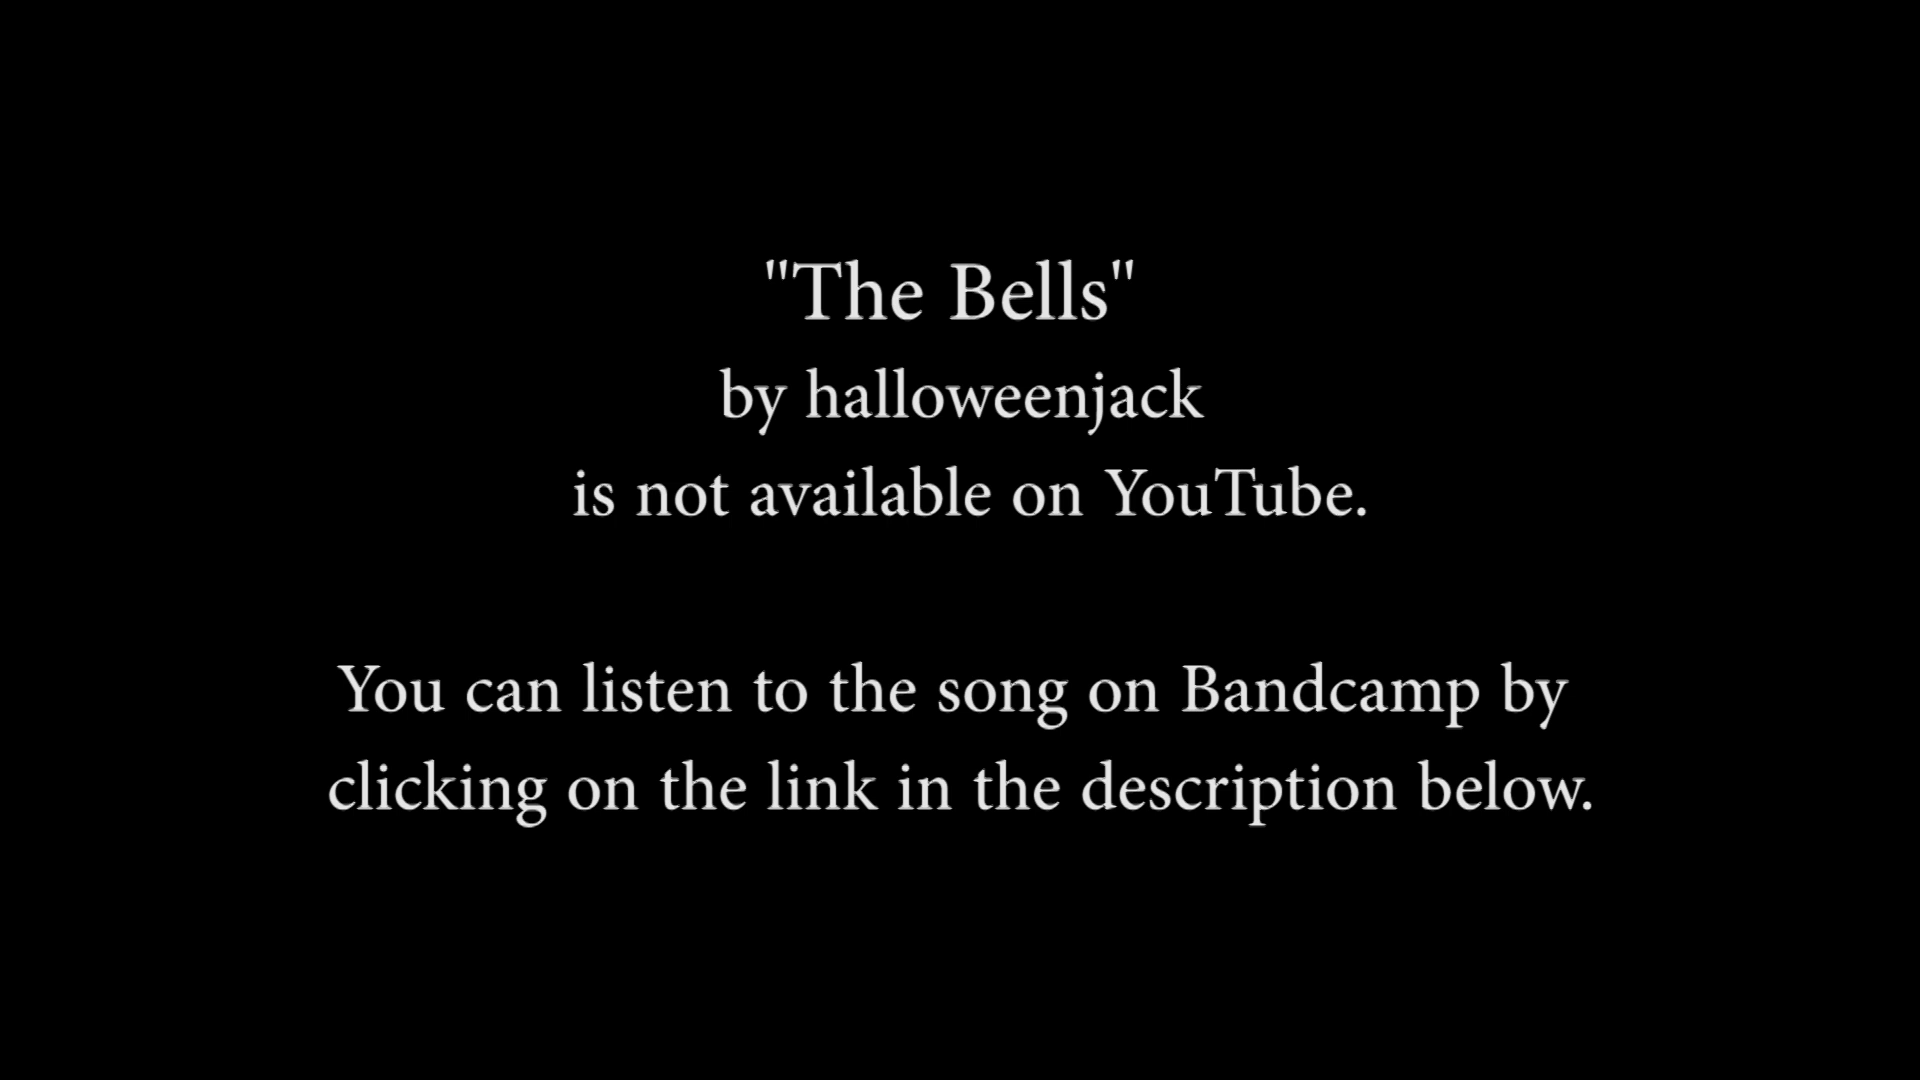 "The Bells"
by halloweenjack
is not available on YouTube.
You can listen to the song on Bandcamp by
clicking on the link in the description below.